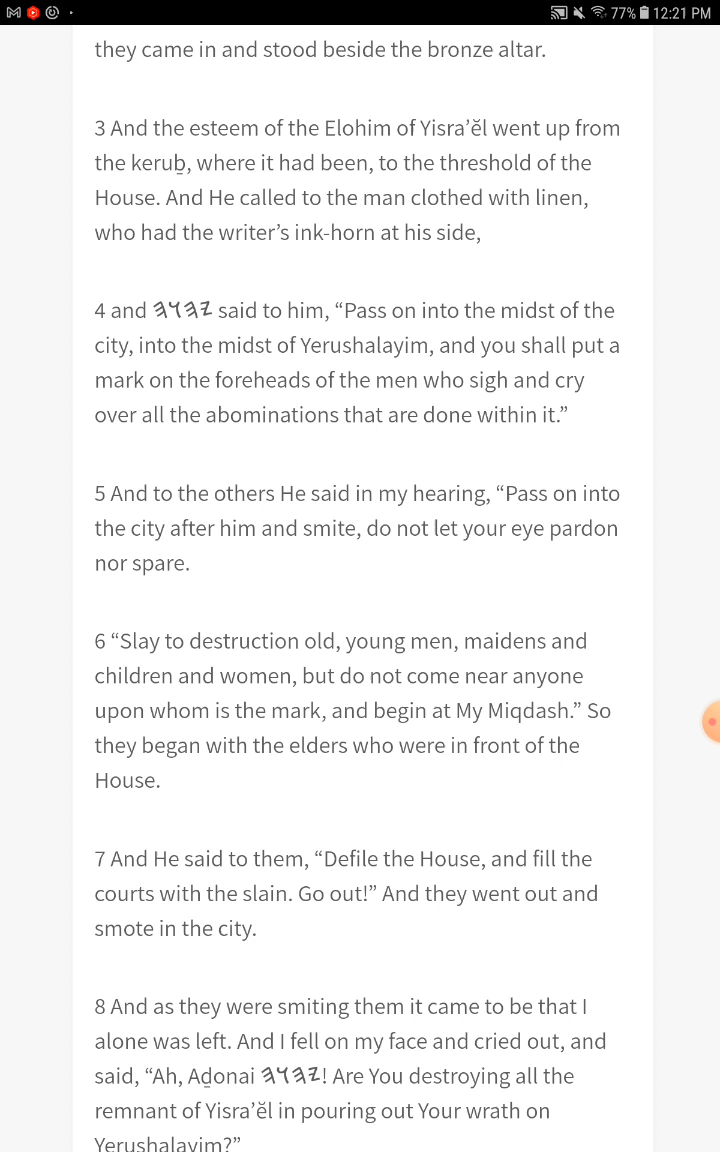 77% 12:21 PM
they came in and stood beside the bronze altar.
3 And the esteem of the Elohim of Yisra’ĕl went up from
the keruḇ, where it had been, to the threshold of the
House. And He called to the man clothed with linen,
who had the writer’s ink-horn at his side,
4 and 𐤉𐤄𐤅𐤄 said to him, “Pass on into the midst of the
city, into the midst of Yerushalayim, and you shall put a
mark on the foreheads of the men who sigh and cry
over all the abominations that are done within it.”
5 And to the others He said in my hearing, “Pass on into
the city after him and smite, do not let your eye pardon
nor spare.
6 “Slay to destruction old, young men, maidens and
children and women, but do not come near anyone
upon whom is the mark, and begin at My Miqdash.” So
they began with the elders who were in front of the
House.
7 And He said to them, “Defile the House, and fill the
courts with the slain. Go out!” And they went out and
smote in the city.
8 And as they were smiting them it came to be that I
alone was left. And I fell on my face and cried out, and
said, “Ah, Aḏonai 𐤉𐤄𐤅𐤄! Are You destroying all the
remnant of Yisra’ĕl in pouring out Your wrath on
Yerushalayim?”